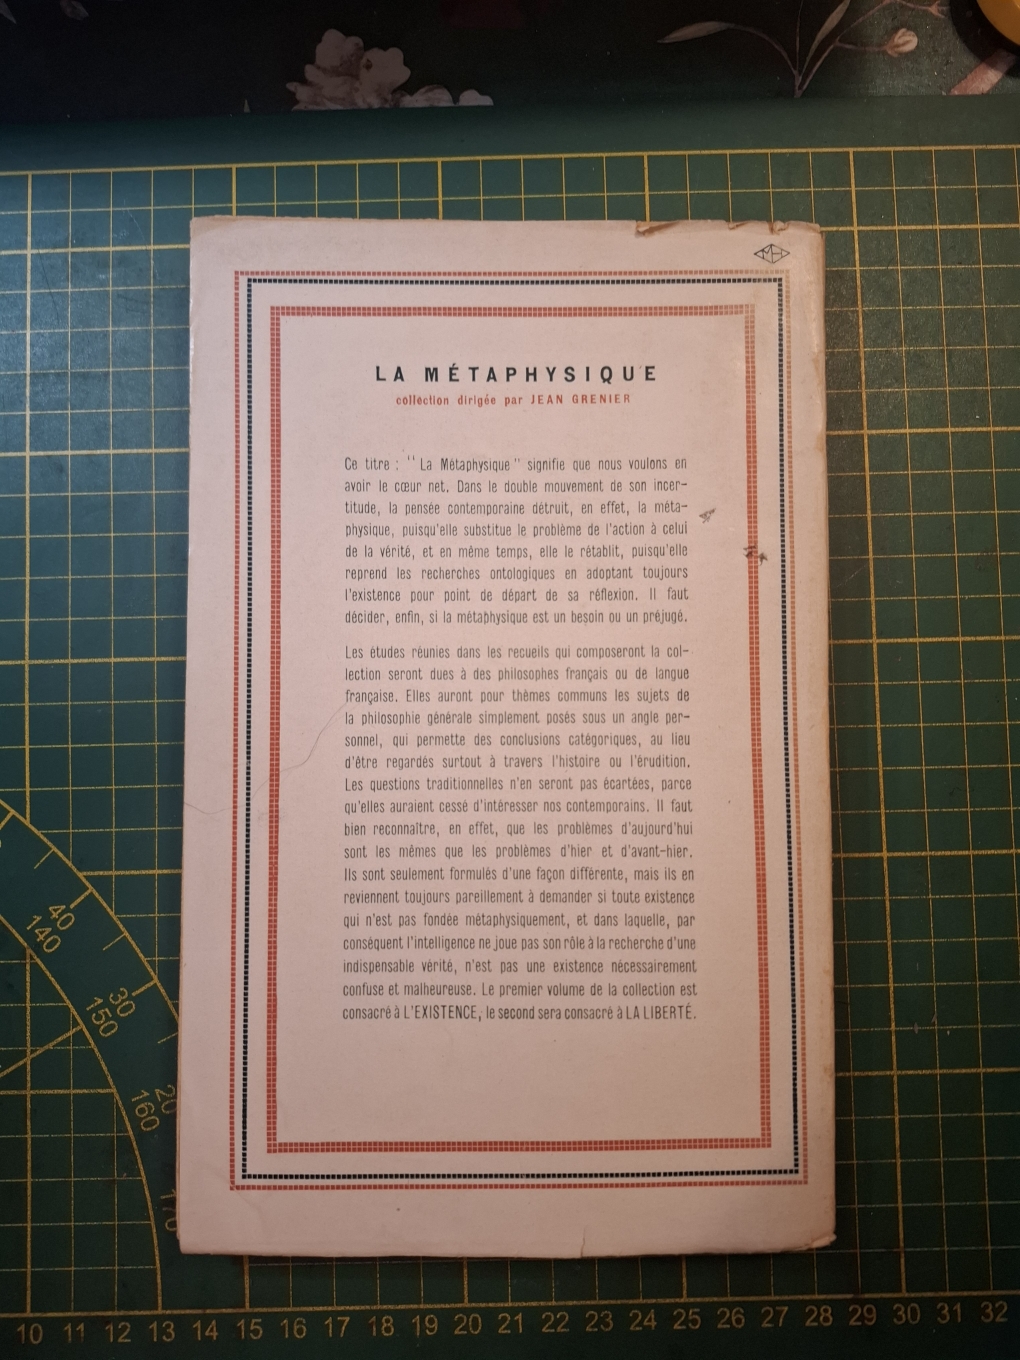 LA MÉTAPHYSIQUE
collection dirigée par JEAN GRENIER
Ce titre : " La Métaphysique " signifie que nous voulons en
avoir le cœur net. Dans le double mouvement de son incer-
titude, la pensée contemporaine détruit, en effet, la méta-
physique, puisqu'elle substitue le problème de l'action à celui
de la vérité, et en même temps, elle le rétablit, puisqu'elle
reprend les recherches ontologiques en adoptant toujours
l'existence pour point de départ de sa réflexion. Il faut
décider, enfin, si la métaphysique est un besoin ou un préjugé.
Les études réunies dans les recueils qui composeront la col-
lection seront dues à des philosophes français ou de langue
française. Elles auront pour thèmes communs les sujets de
la philosophie générale simplement posés sous un angle per-
sonnel, qui permette des conclusions catégoriques, au lieu
d'être regardés surtout à travers l'histoire ou l'érudition.
Les questions traditionnelles n'en seront pas écartées, parce
qu'elles auraient cessé d'intéresser nos contemporains. Il faut
bien reconnaître, en effet, que les problèmes d'aujourd'hui
sont les mêmes que les problèmes d'hier et d'avant-hier.
Ils sont seulement formulés d'une façon différente, mais ils en
reviennent toujours pareillement à demander si toute existence
qui n'est pas fondée métaphysiquement, et dans laquelle, par
conséquent l'intelligence ne joue pas son rôle à la recherche d'une
indispensable vérité, n'est pas une existence nécessairement
confuse et malheureuse. Le premier volume de la collection est
consacré à L'EXISTENCE, le second sera consacré à LA LIBERTÉ.
40
140
30
150
20
160
170
10 11 12 13 14 15 16 17 18 19 20 21 22 23 24 25 26 27 28 29 30 31 32